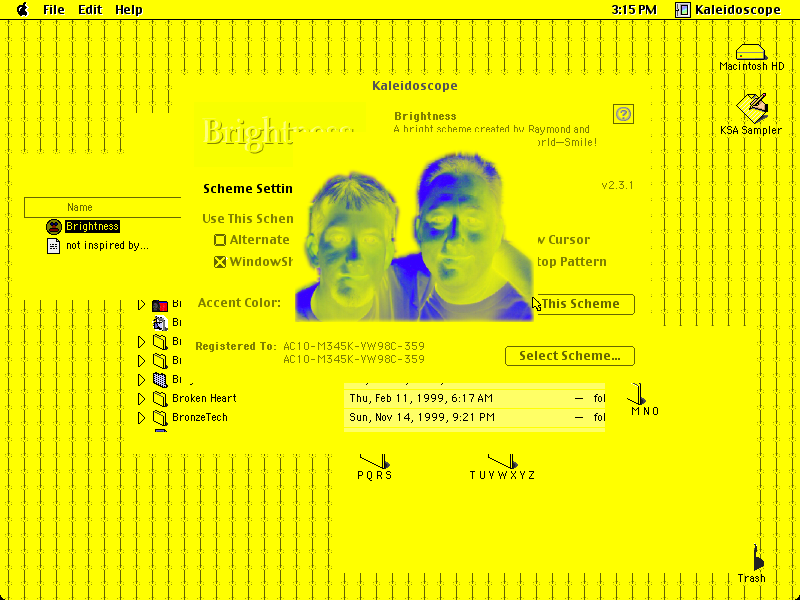 File Edit Help
3:15 PM Kaleidoscope
Macintosh HD
KSA Sampler
Kaleidoscope
Brightness
Brightness
A bright scheme created by Raymond and
orld—Smile!
Scheme Settin
v2.3.1
Use This Schem
Alternate
w Cursor
WindowSh
top Pattern
Accent Color:
This Scheme
Registered To: AC10-M345K-YW98C-359
AC10-M345K-YW98C-359
Select Scheme...
Name
Brightness
not inspired by...
Br
Br
Br
Br
Br
Broken Heart
Thu, Feb 11, 1999, 6:17 AM — fol
BronzeTech
Sun, Nov 14, 1999, 9:21 PM — fol
M N O
P Q R S
T U V W X Y Z
Trash